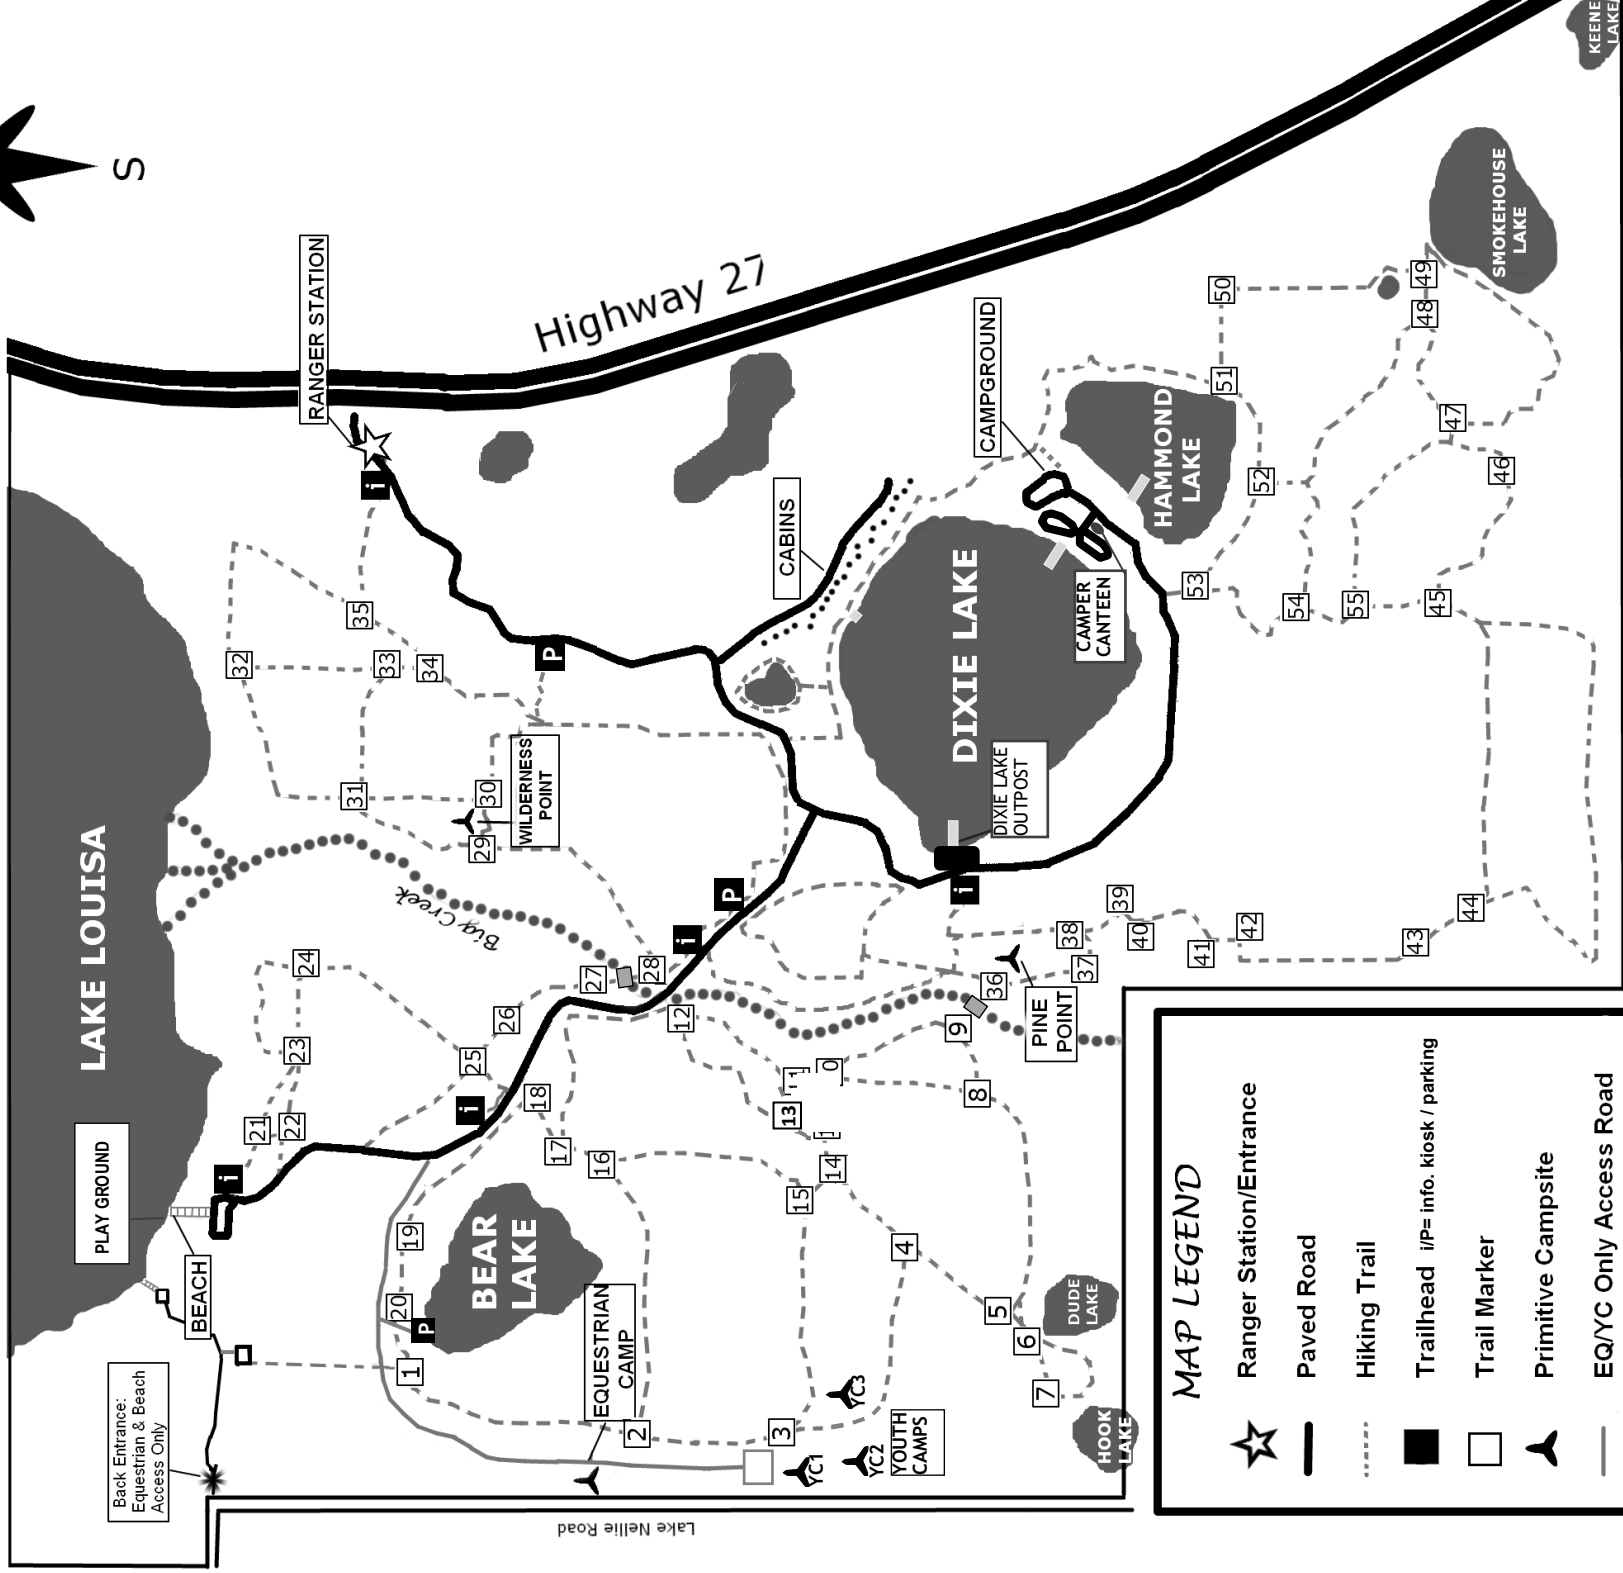 S
Highway 27
KEENE
LAKE
SMOKEHOUSE
LAKE
RANGER STATION
i
LAKE LOUISA
P
CABINS
CAMPGROUND
HAMMOND
LAKE
DIXIE LAKE
CAMPER
CANTEEN
DIXIE LAKE
OUTPOST
i
WILDERNESS
POINT
Big Creek
P
i
PINE
POINT
PLAY GROUND
i
i
BEACH
BEAR
LAKE
P
EQUESTRIAN
CAMP
Back Entrance:
Equestrian & Beach
Access Only
YC1
YC2
YC3
YOUTH
CAMPS
DUDE
LAKE
HOOK
LAKE
Lake Nellie Road
1
2
3
4
5
6
7
8
9
0
13
14
15
16
17
18
19
20
21
22
23
24
25
26
27
28
12
29
30
31
32
33
34
35
36
37
38
39
40
41
42
43
44
45
46
47
48
49
50
51
52
53
54
55
MAP LEGEND
Ranger Station/Entrance
Paved Road
Hiking Trail
Trailhead i/P= info. kiosk / parking
Trail Marker
Primitive Campsite
EQ/YC Only Access Road